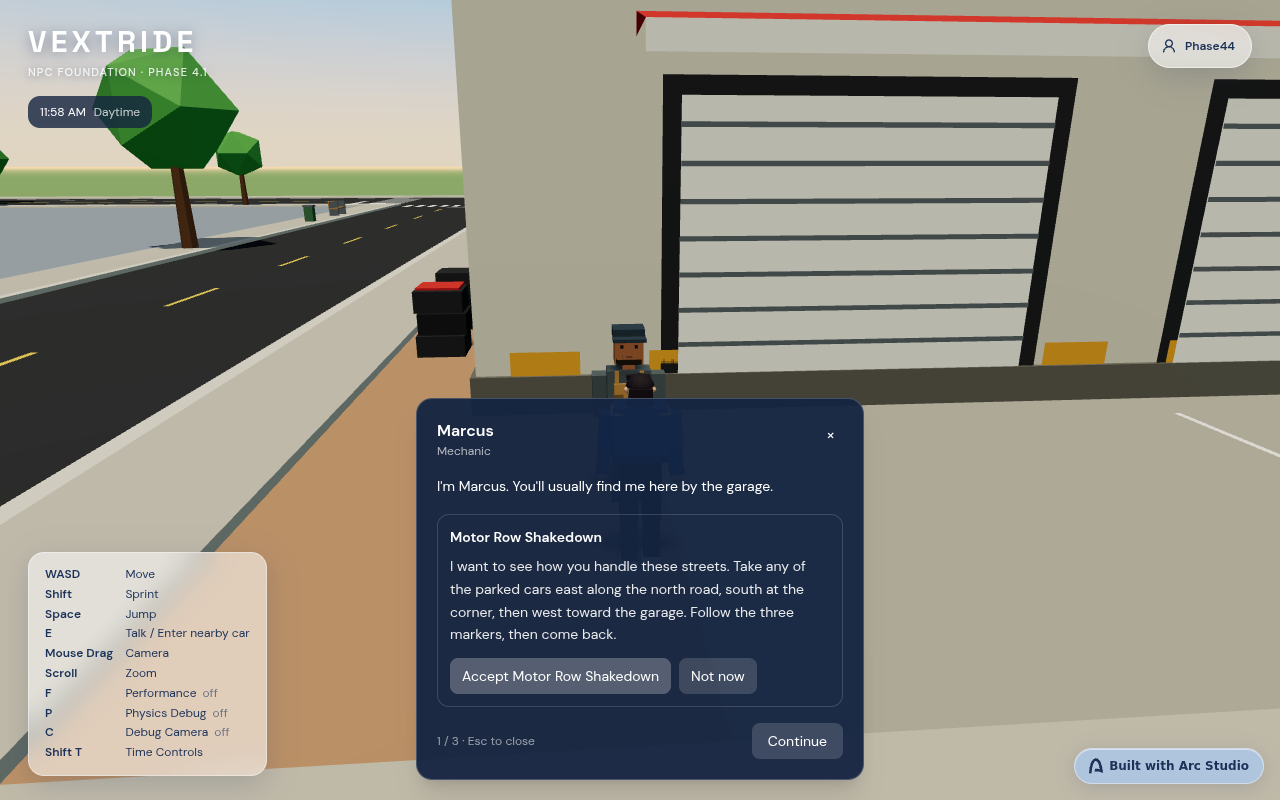 VEXTRIDE
NPC FOUNDATION · PHASE 4.1
11:58 AM Daytime
Phase44
Marcus
Mechanic
×
I'm Marcus. You'll usually find me here by the garage.
Motor Row Shakedown
I want to see how you handle these streets. Take any of
the parked cars east along the north road, south at the
corner, then west toward the garage. Follow the three
markers, then come back.
Accept Motor Row Shakedown Not now
1 / 3 · Esc to close Continue
WASD Move
Shift Sprint
Space Jump
E Talk / Enter nearby car
Mouse Drag Camera
Scroll Zoom
F Performance off
P Physics Debug off
C Debug Camera off
Shift T Time Controls
Built with Arc Studio